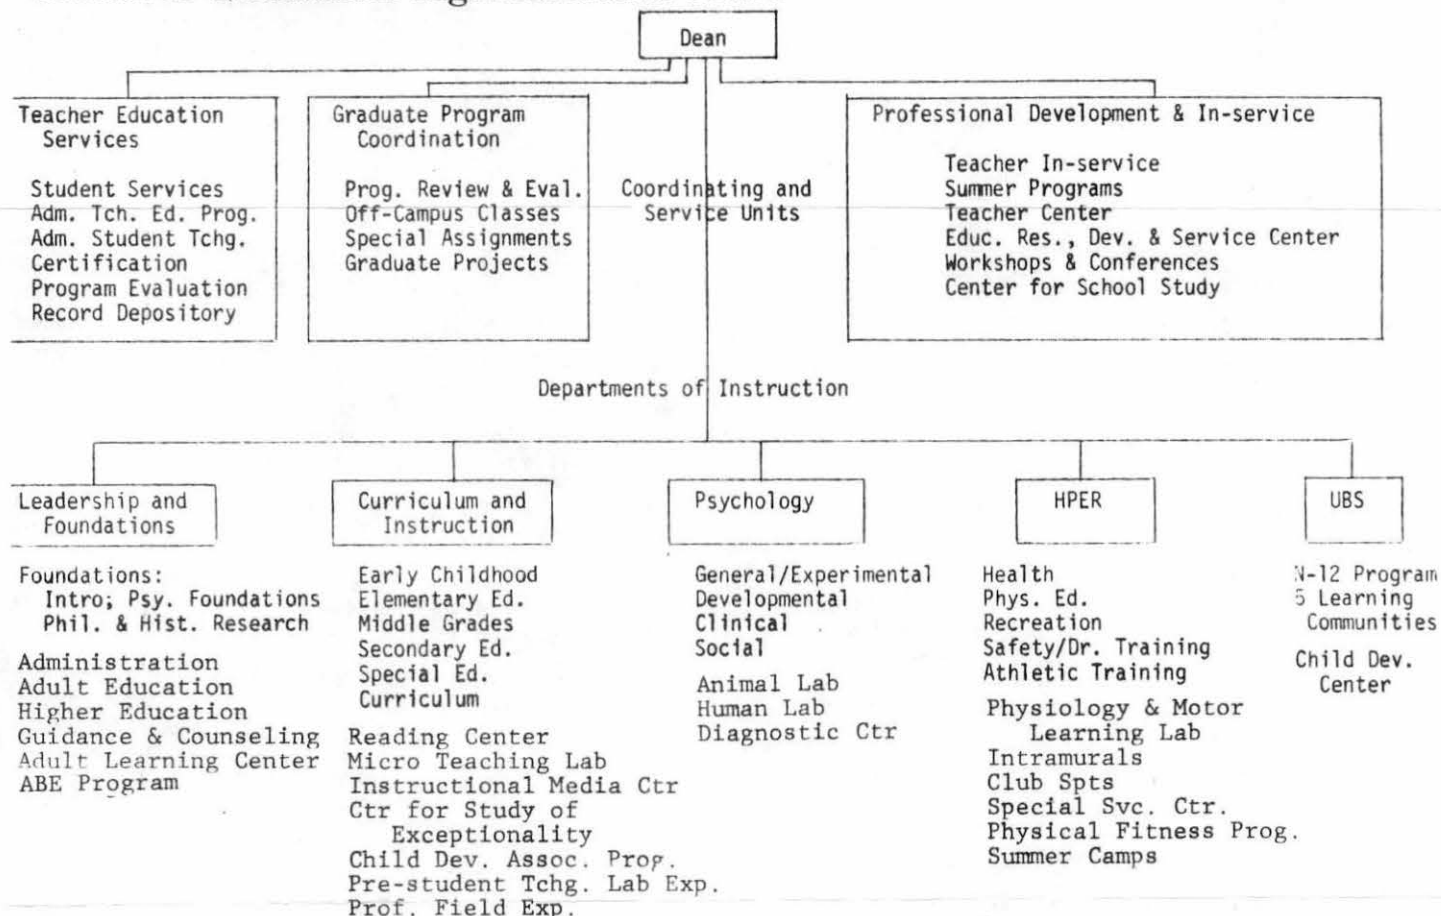 Dean
Teacher Education
Services
Student Services
Adm. Tch. Ed. Prog.
Adm. Student Tchg.
Certification
Program Evaluation
Record Depository
Graduate Program
Coordination
Prog. Review & Eval.
Off-Campus Classes
Special Assignments
Graduate Projects
Coordinating and
Service Units
Professional Development & In-service
Teacher In-service
Summer Programs
Teacher Center
Educ. Res., Dev. & Service Center
Workshops & Conferences
Center for School Study
Departments of Instruction
Leadership and
Foundations
Foundations:
Intro; Psy. Foundations
Phil. & Hist. Research
Administration
Adult Education
Higher Education
Guidance & Counseling
Adult Learning Center
ABE Program
Curriculum and
Instruction
Early Childhood
Elementary Ed.
Middle Grades
Secondary Ed.
Special Ed.
Curriculum
Reading Center
Micro Teaching Lab
Instructional Media Ctr
Ctr for Study of
Exceptionality
Child Dev. Assoc. Prog.
Pre-student Tchg. Lab Exp.
Prof. Field Exp.
Psychology
General/Experimental
Developmental
Clinical
Social
Animal Lab
Human Lab
Diagnostic Ctr
HPER
Health
Phys. Ed.
Recreation
Safety/Dr. Training
Athletic Training
Physiology & Motor
Learning Lab
Intramurals
Club Spts
Special Svc. Ctr.
Physical Fitness Prog.
Summer Camps
UBS
N-12 Program
5 Learning
Communities
Child Dev.
Center